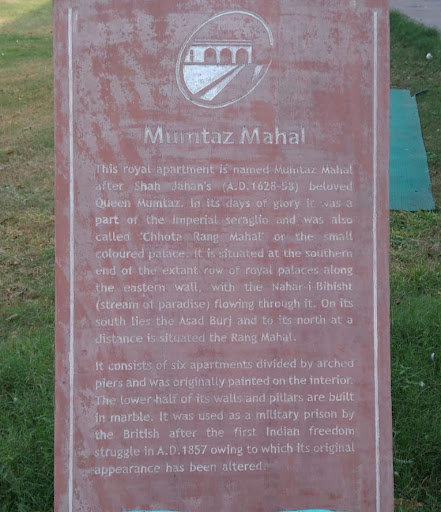 Mumtaz Mahal
This royal apartment is named Mumtaz Mahal
after Shah Jahan's (A.D.1628-58) beloved
Queen Mumtaz. In its days of glory it was a
part of the imperial seraglio and was also
called 'Chhota Rang Mahal' or the small
coloured palace. It is situated at the southern
end of the extant row of royal palaces along
the eastern wall, with the Nahar-i-Bihisht
(stream of paradise) flowing through it. On its
south lies the Asad Burj and to its north at a
distance is situated the Rang Mahal.
It consists of six apartments divided by arched
piers and was originally painted on the interior.
The lower half of its walls and pillars are built
in marble. It was used as a military prison by
the British after the first Indian freedom
struggle in A.D.1857 owing to which its original
appearance has been altered.